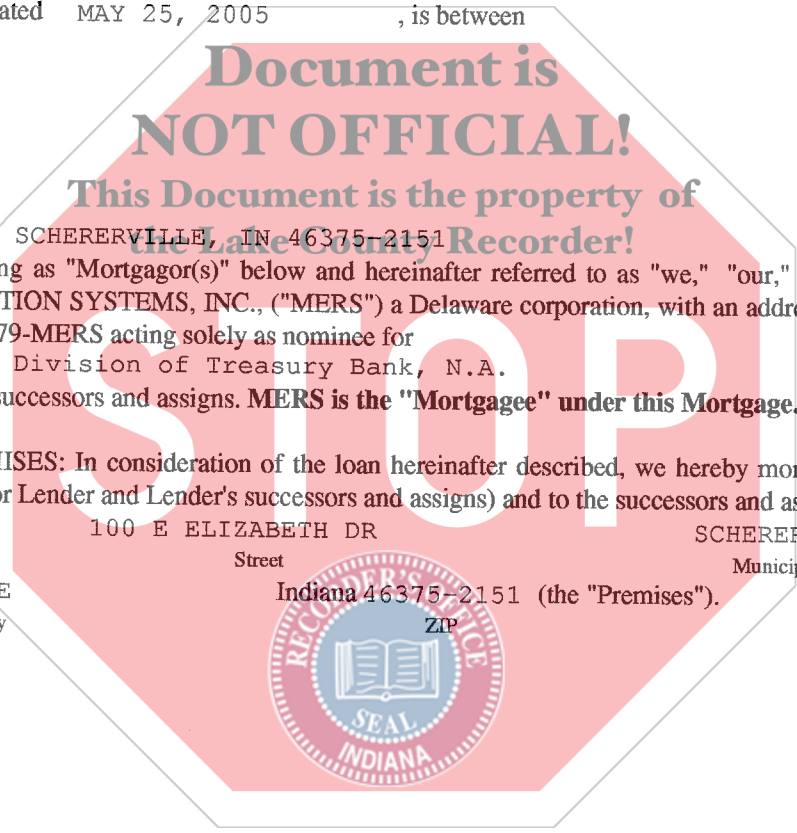 ated MAY 25, 2005 , is between
Document is
NOT OFFICIAL!
This Document is the property of
the Lake County Recorder!
SCHERERVILLE, IN 46375-2151
ng as "Mortgagor(s)" below and hereinafter referred to as "we," "our,"
TION SYSTEMS, INC., ("MERS") a Delaware corporation, with an addre
79-MERS acting solely as nominee for
Division of Treasury Bank, N.A.
successors and assigns. MERS is the "Mortgagee" under this Mortgage.
STOP
ISES: In consideration of the loan hereinafter described, we hereby mor
r Lender and Lender's successors and assigns) and to the successors and as
100 E ELIZABETH DR SCHERER
Street Municip
E Indiana 46375-2151 (the "Premises").
y ZIP
RECORDER'S OFFICE
SEAL
INDIANA